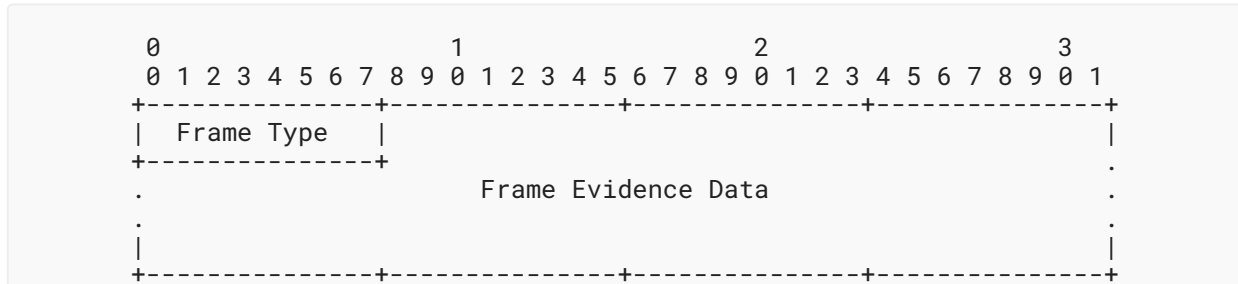 0                   1                   2                   3
0 1 2 3 4 5 6 7 8 9 0 1 2 3 4 5 6 7 8 9 0 1 2 3 4 5 6 7 8 9 0 1
+---------------+---------------+---------------+---------------+
|  Frame Type   |                                               |
+---------------+                                               .
.                      Frame Evidence Data                      .
.                                                               .
|                                                               |
+---------------+---------------+---------------+---------------+